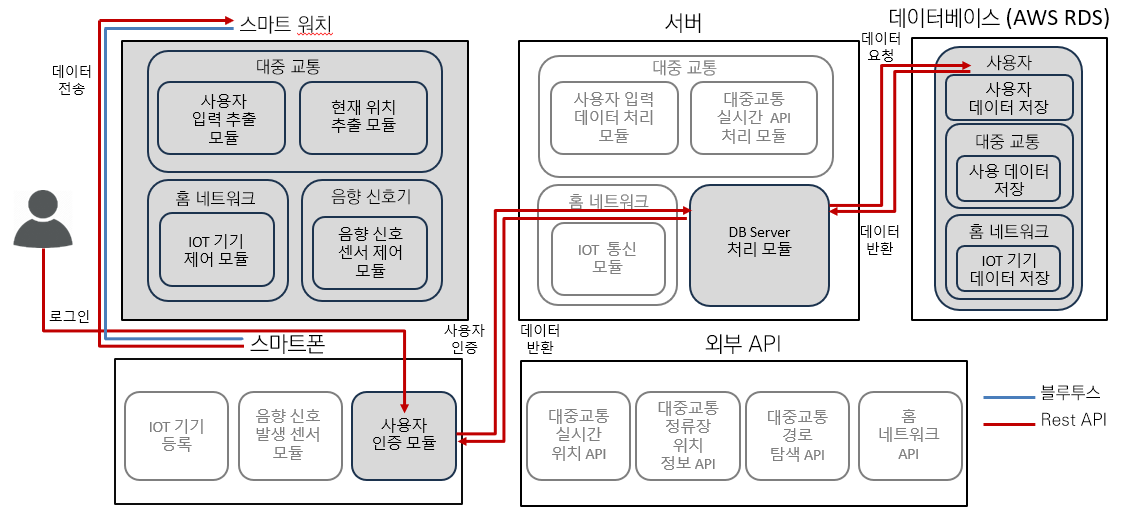 스마트 워치
데이터
전송
대중 교통
사용자
입력 추출
모듈
현재 위치
추출 모듈
홈 네트워크
IOT 기기
제어 모듈
음향 신호기
음향 신호
센서 제어
모듈
로그인
서버
대중 교통
사용자 입력
데이터 처리
모듈
대중교통
실시간 API
처리 모듈
홈 네트워크
IOT 통신
모듈
DB Server
처리 모듈
데이터베이스 (AWS RDS)
데이터
요청
데이터
반환
사용자
사용자
데이터 저장
대중 교통
사용 데이터
저장
홈 네트워크
IOT 기기
데이터 저장
스마트폰
사용자
인증
데이터
반환
IOT 기기
등록
음향 신호
발생 센서
모듈
사용자
인증 모듈
외부 API
대중교통
실시간
위치 API
대중교통
정류장
위치
정보 API
대중교통
경로
탐색 API
홈
네트워크
API
블루투스
Rest API